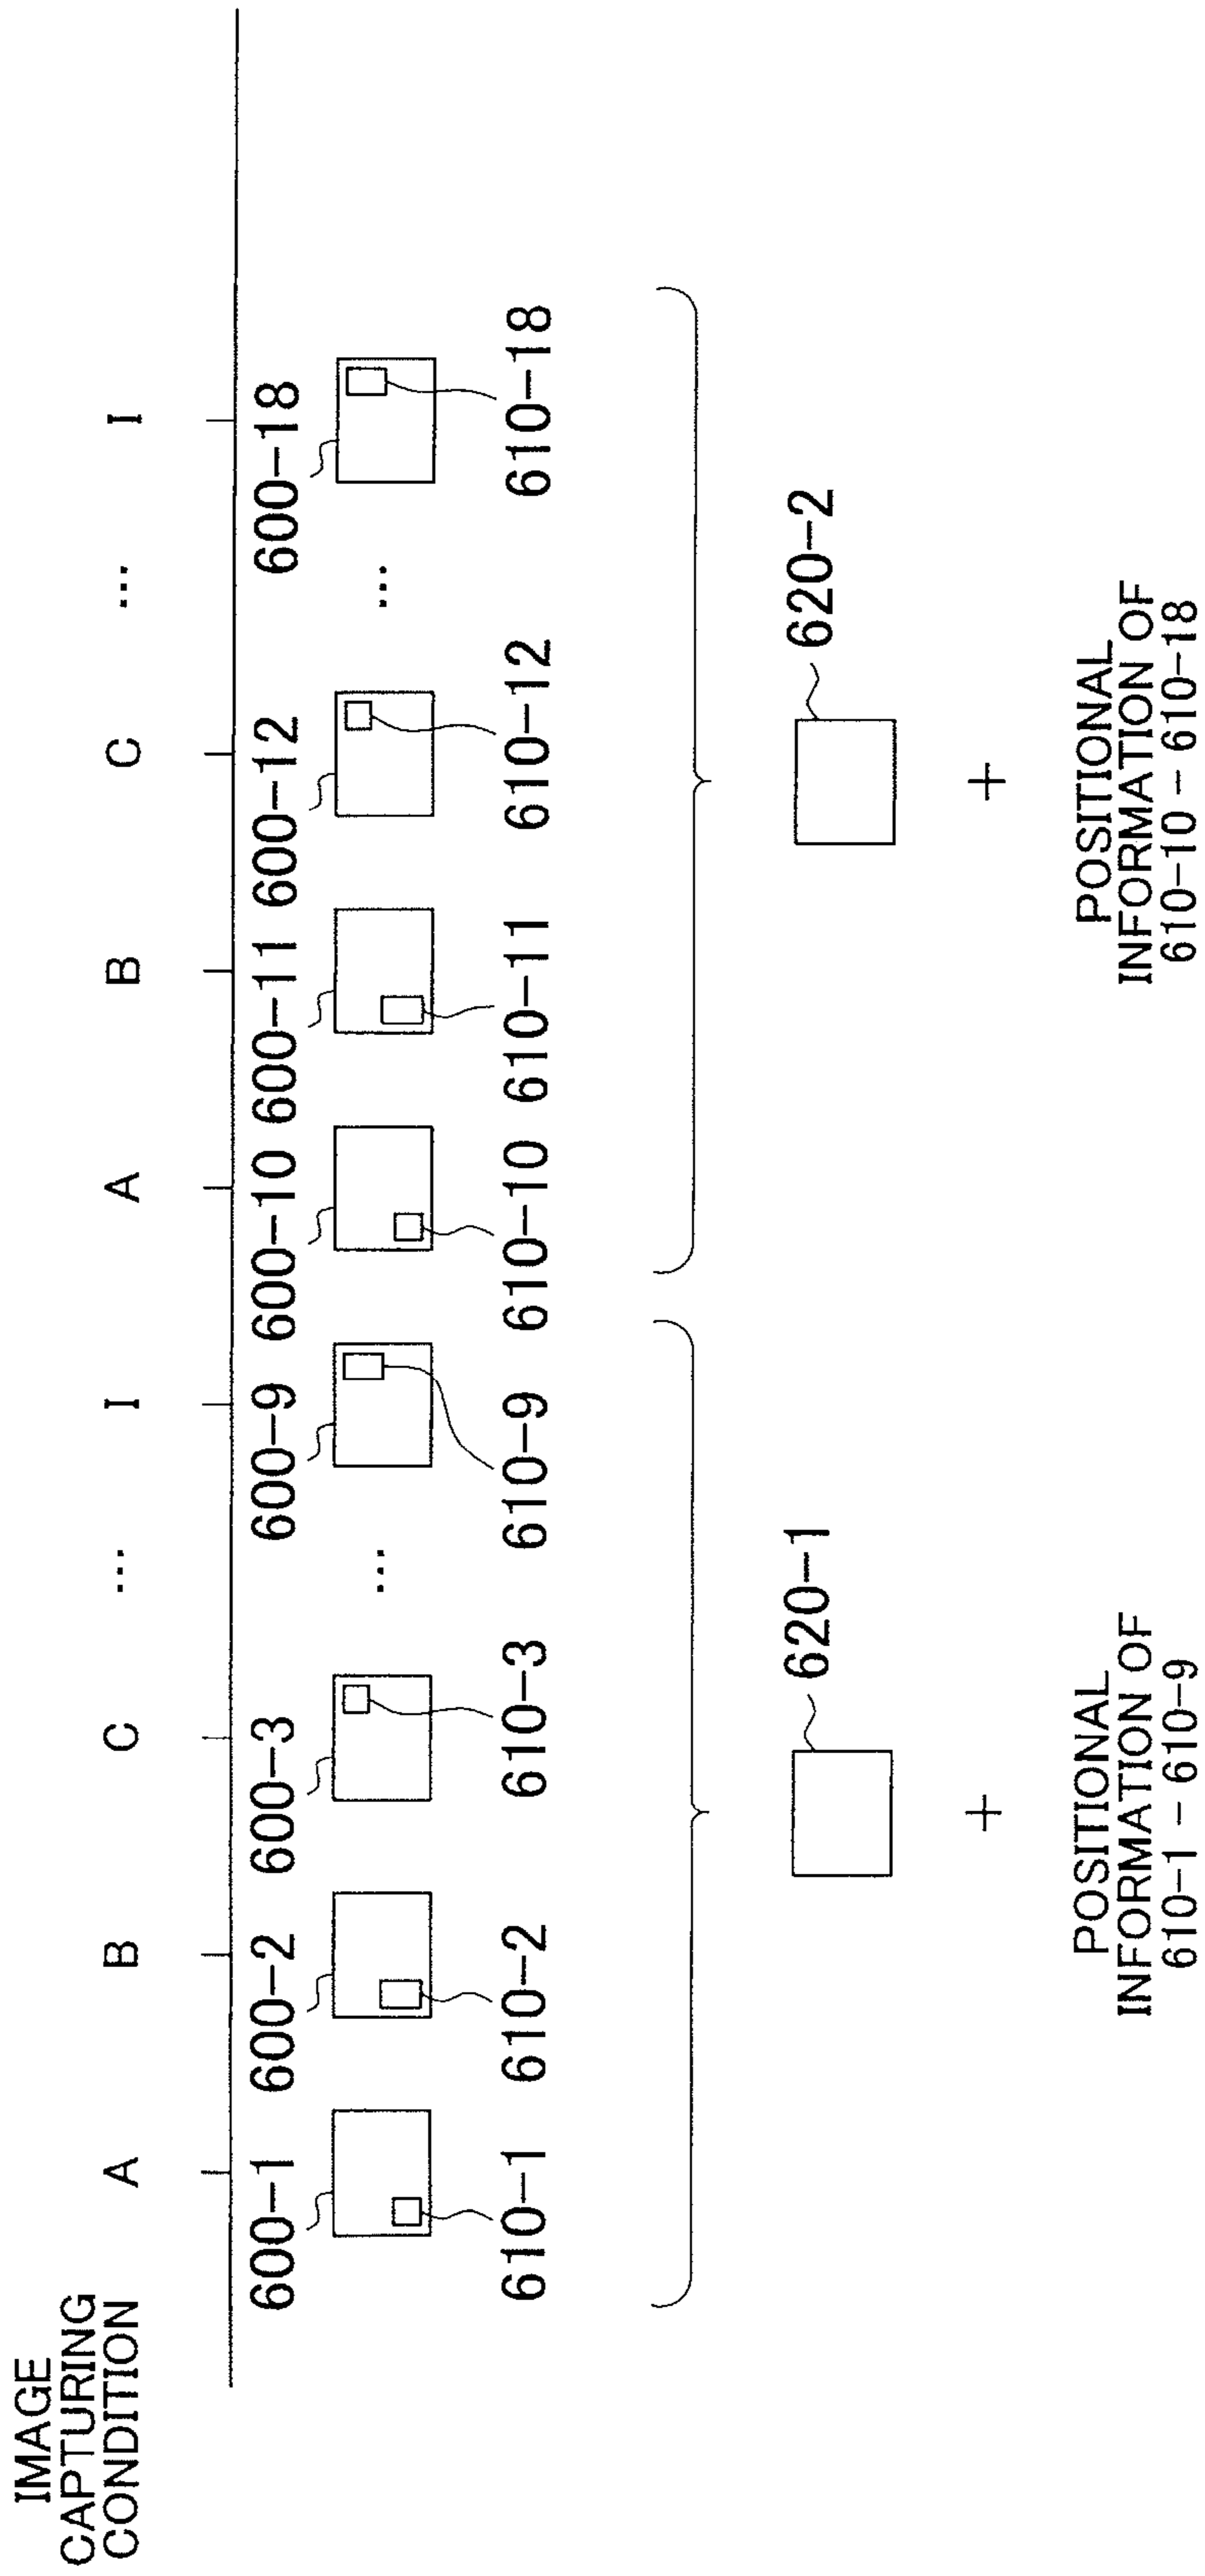 IMAGE
CAPTURING
CONDITION
A B C ... I A B C ... I
600-1 600-2 600-3 600-9 600-10 600-11 600-12 600-18
... ...
610-1 610-2 610-3 610-9 610-10 610-11 610-12 610-18
620-1 620-2
+ +
POSITIONAL
INFORMATION OF
610-1 - 610-9
POSITIONAL
INFORMATION OF
610-10 - 610-18